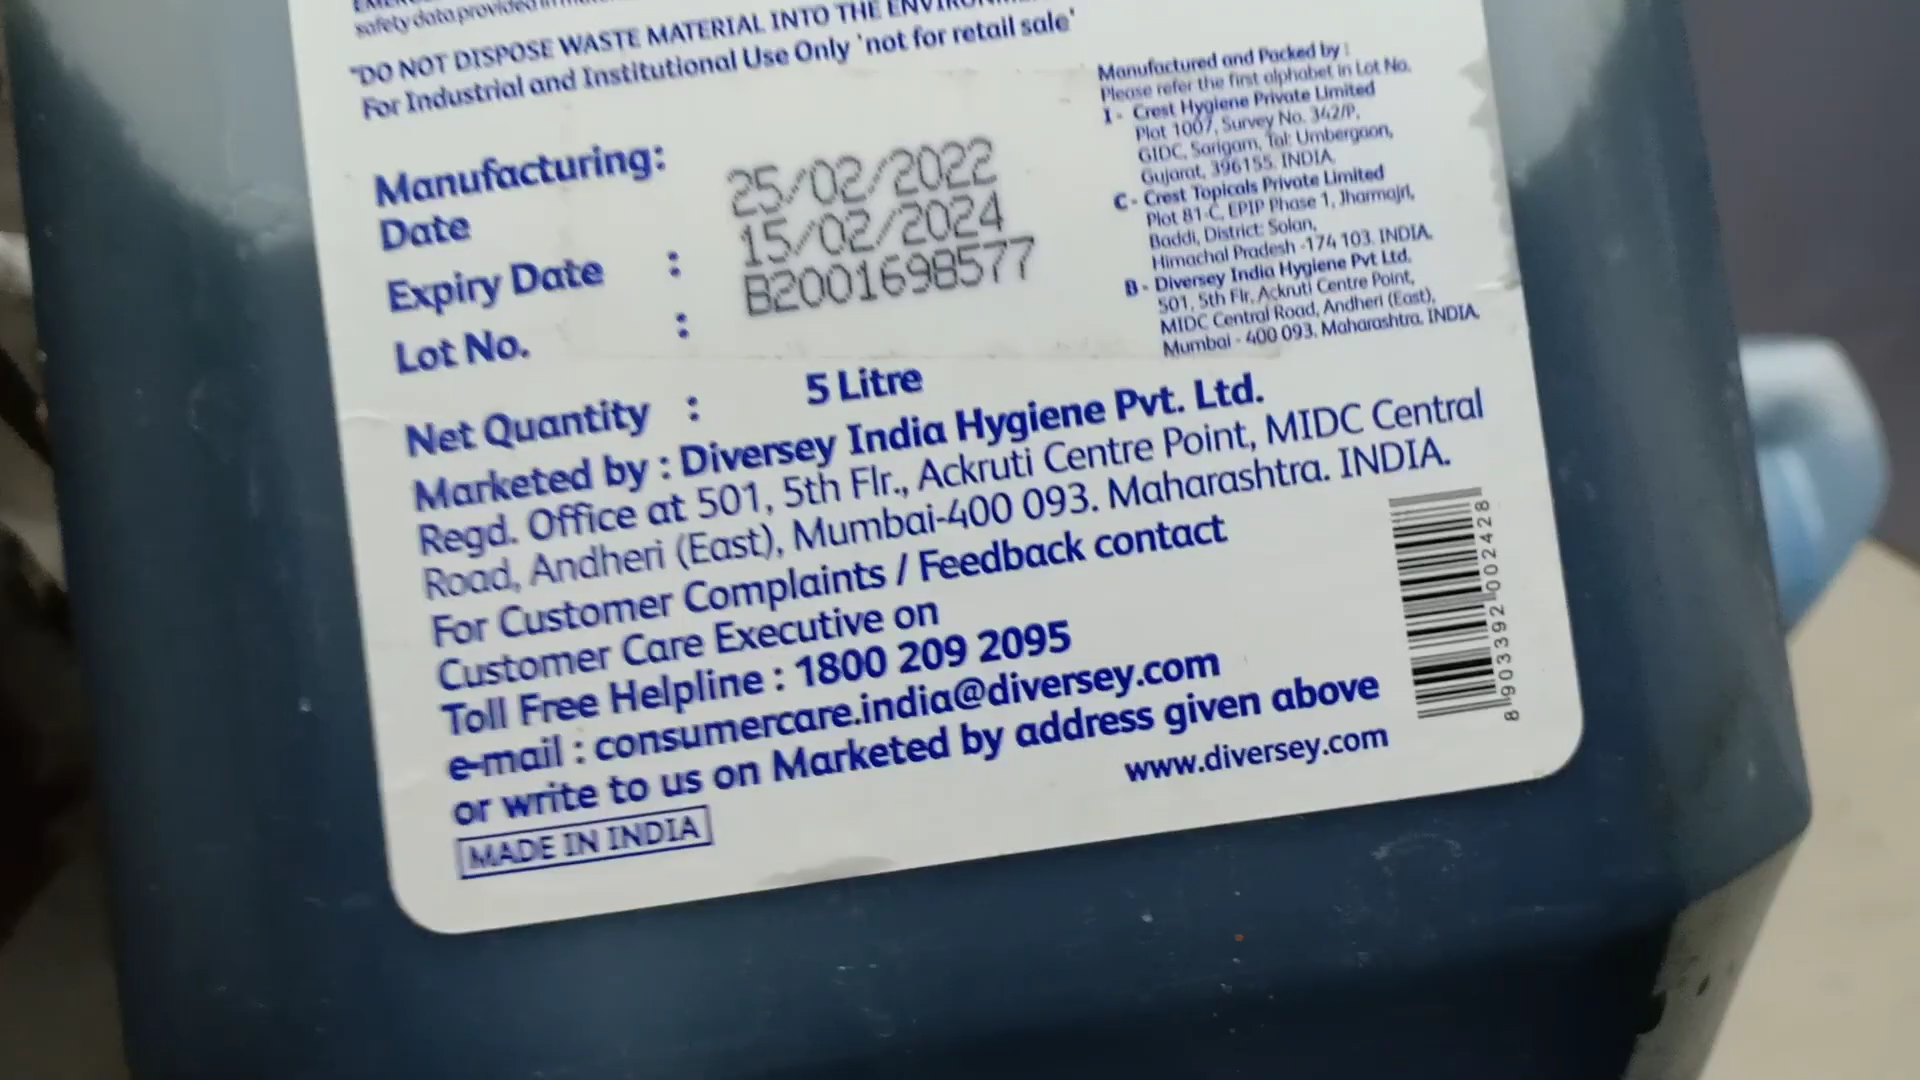 safety data provided in
"DO NOT DISPOSE WASTE MATERIAL INTO THE
For Industrial and Institutional Use Only 'not for retail sale'
Manufacturing:
Date
25/02/2022
Expiry Date :
15/02/2024
Lot No. :
B2001698577
Manufactured and Packed by :
Please refer the first alphabet in Lot No.
I - Crest Hygiene Private Limited
Plot 1007, Survey No. 342/P,
GIDC, Sarigam, Tal: Umbergaon,
Gujarat, 396155. INDIA
C - Crest Topicals Private Limited
Plot 81-C, EPIP Phase 1, Jharmajri,
Baddi, District: Solan,
Himachal Pradesh -174 103. INDIA.
B - Diversey India Hygiene Pvt Ltd.
501, 5th Flr, Ackruti Centre Point,
MIDC Central Road, Andheri (East),
Mumbai - 400 093. Maharashtra. INDIA.
Net Quantity : 5 Litre
Marketed by : Diversey India Hygiene Pvt. Ltd.
Regd. Office at 501, 5th Flr., Ackruti Centre Point, MIDC Central
Road, Andheri (East), Mumbai-400 093. Maharashtra. INDIA.
For Customer Complaints / Feedback contact
Customer Care Executive on
Toll Free Helpline : 1800 209 2095
e-mail : consumercare.india@diversey.com
or write to us on Marketed by address given above
www.diversey.com
MADE IN INDIA
8 903392 002428